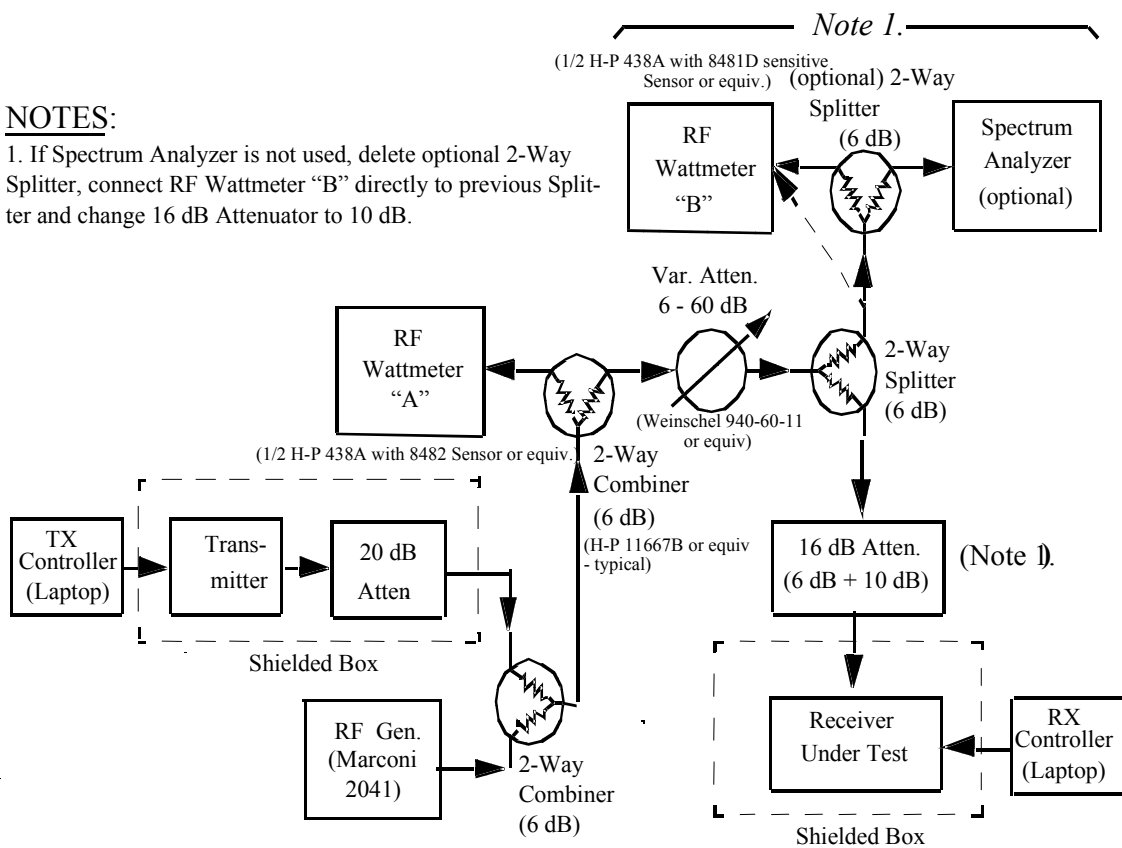 Note 1.
(1/2 H-P 438A with 8481D sensitive
Sensor or equiv.)
(optional) 2-Way
Splitter
(6 dB)
NOTES:
1. If Spectrum Analyzer is not used, delete optional 2-Way
Splitter, connect RF Wattmeter “B” directly to previous Split-
ter and change 16 dB Attenuator to 10 dB.
RF
Wattmeter
“B”
Spectrum
Analyzer
(optional)
Var. Atten.
6 - 60 dB
RF
Wattmeter
“A”
2-Way
Splitter
(6 dB)
(Weinschel 940-60-11
or equiv)
(1/2 H-P 438A with 8482 Sensor or equiv.)
2-Way
Combiner
(6 dB)
(H-P 11667B or equiv
- typical)
TX
Controller
(Laptop)
Trans-
mitter
20 dB
Atten.
Shielded Box
16 dB Atten.
(6 dB + 10 dB)
(Note 1).
RF Gen.
(Marconi
2041)
2-Way
Combiner
(6 dB)
Receiver
Under Test
RX
Controller
(Laptop)
Shielded Box